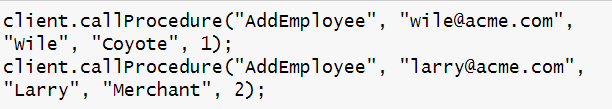 client.callProcedure("AddEmployee", "wile@acme.com",
"Wile", "Coyote", 1);
client.callProcedure("AddEmployee", "larry@acme.com",
"Larry", "Merchant", 2);